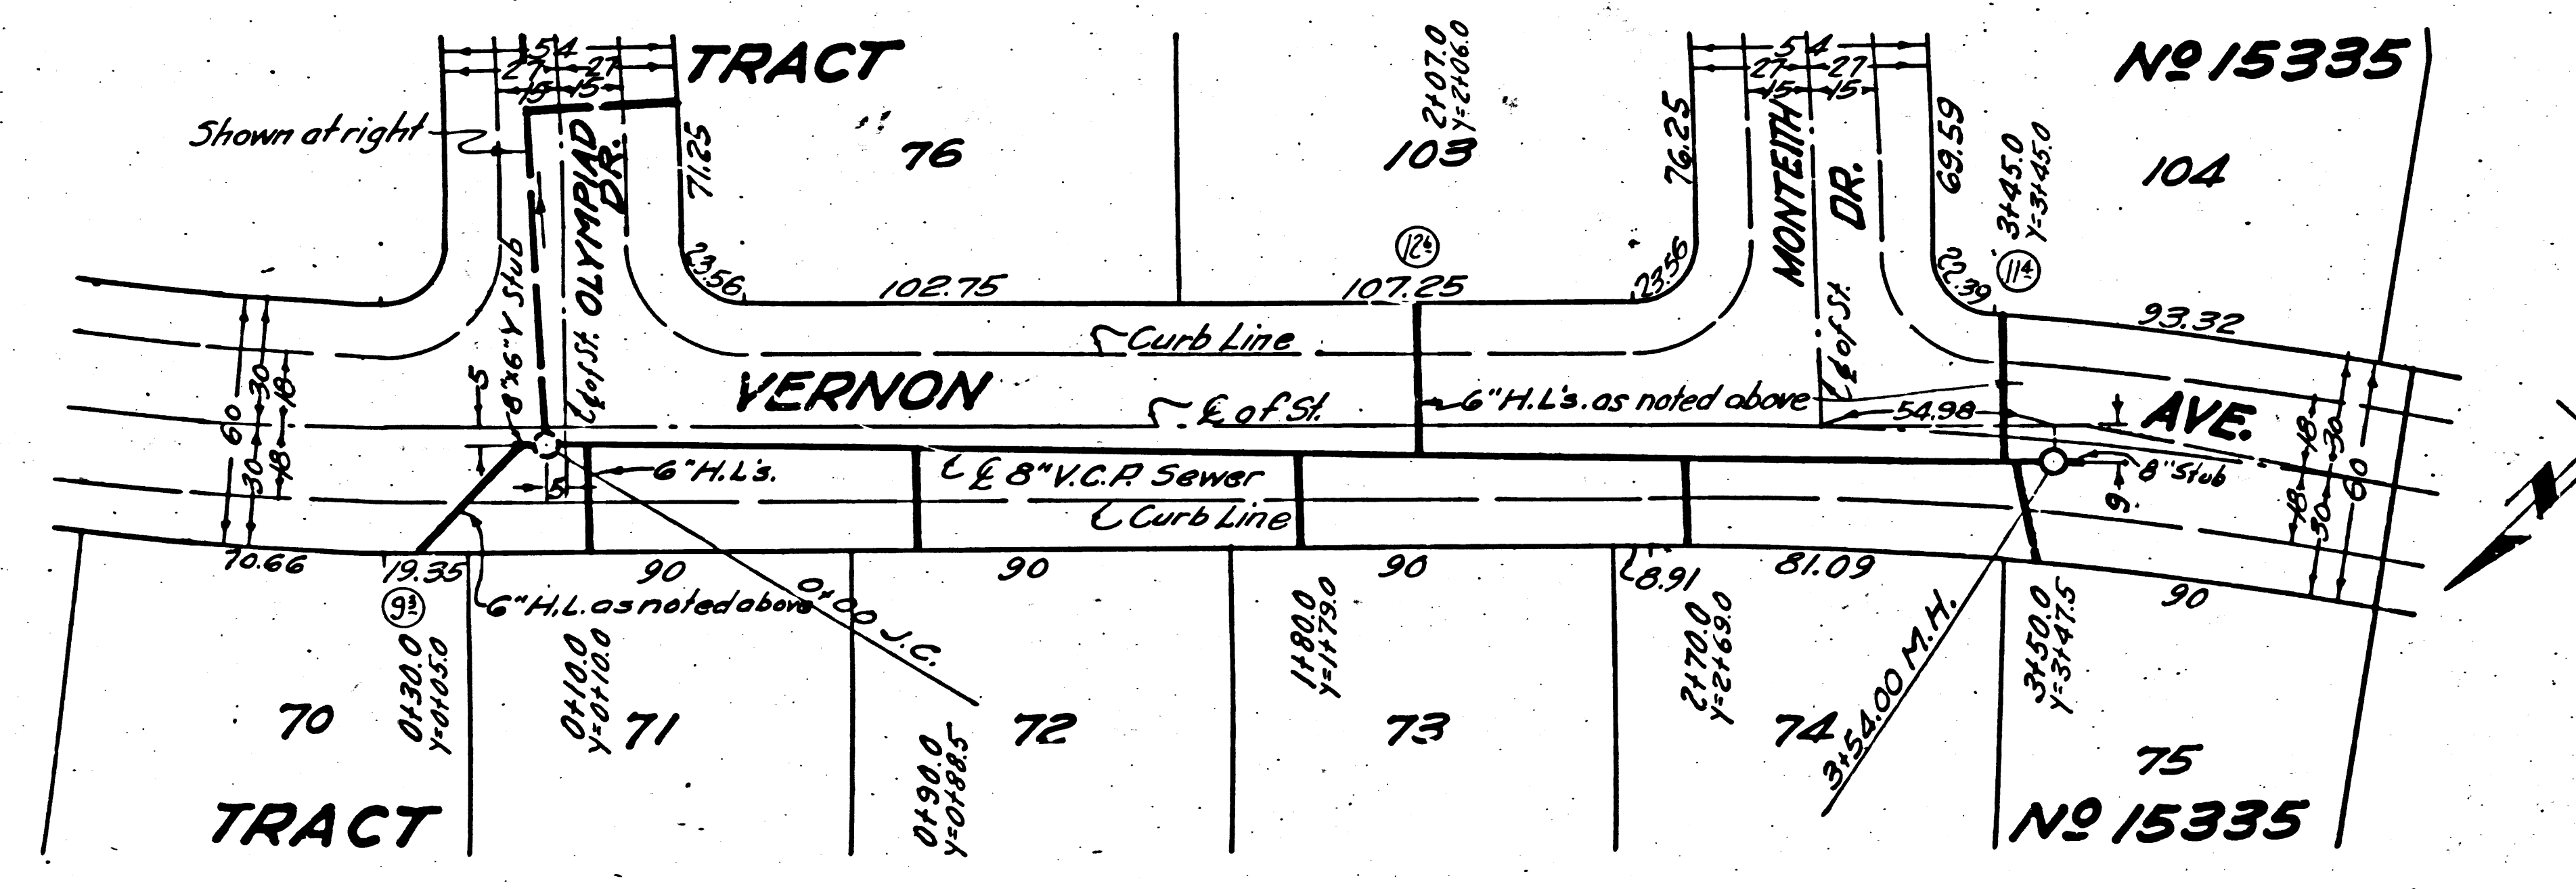 TRACT
Nº 15335
54
27 27
15 15
54
27 27
15 15
Shown at right
76
103
104
2+07.0
Y=2+06.0
3+45.0
Y=3+45.0
71.25
76.25
69.59
OLYMPIAD
DR.
MONTEITH
DR.
℄ of St.
℄ of St.
8"x6" Y Stub
23.56
102.75
107.25
23.56
22.39
93.32
Curb Line
VERNON
AVE.
℄ of St.
6" H.L's. as noted above
54.98
60
30
30
18
18
5
5
6" H.L's.
℄ 8" V.C.P. Sewer
Curb Line
8" Stub
9
18
18
30
30
60
70.66
19.35
90
90
90
8.91
81.09
90
6" H.L. as noted above
0+00 J.C.
0+30.0
Y=0+05.0
0+10.0
Y=0+10.0
0+90.0
Y=0+88.5
1+80.0
Y=1+79.0
2+70.0
Y=2+69.0
3+54.00 M.H.
3+50.0
Y=3+47.5
70
71
72
73
74
75
TRACT
Nº 15335